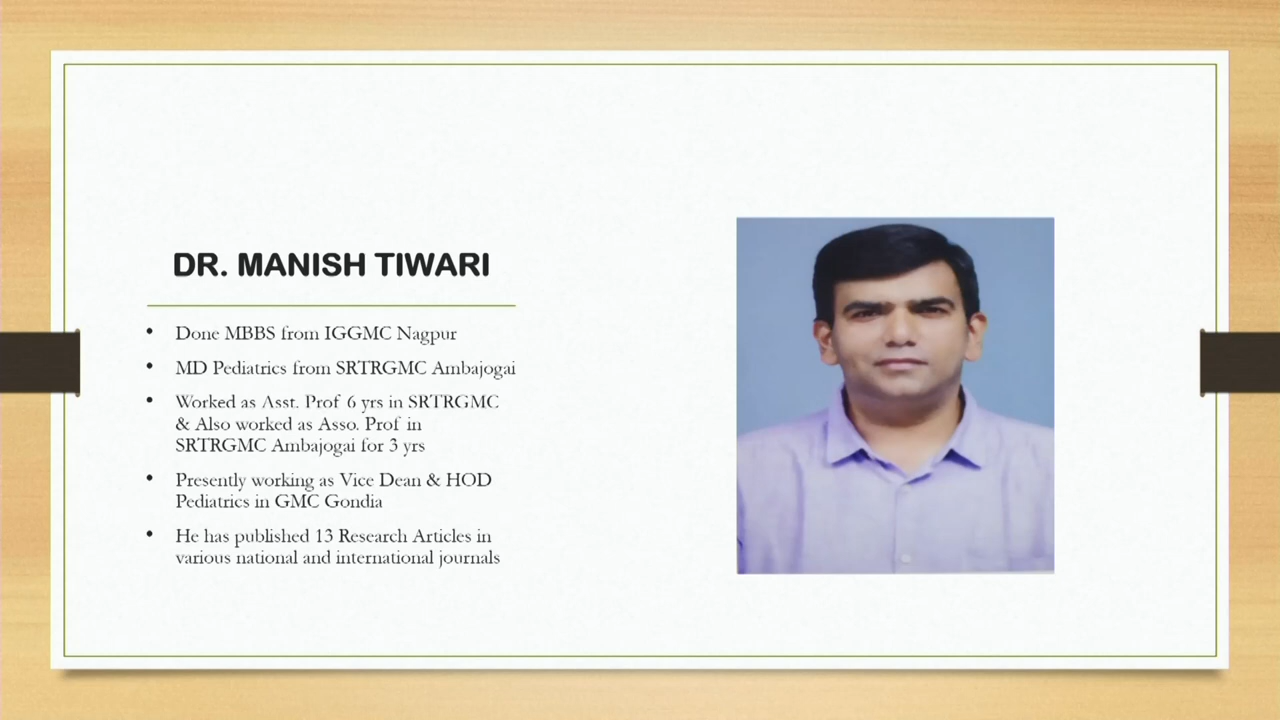 DR. MANISH TIWARI
• Done MBBS from IGGMC Nagpur
• MD Pediatrics from SRTRGMC Ambajogai
• Worked as Asst. Prof 6 yrs in SRTRGMC
& Also worked as Asso. Prof in
SRTRGMC Ambajogai for 3 yrs
• Presently working as Vice Dean & HOD
Pediatrics in GMC Gondia
• He has published 13 Research Articles in
various national and international journals